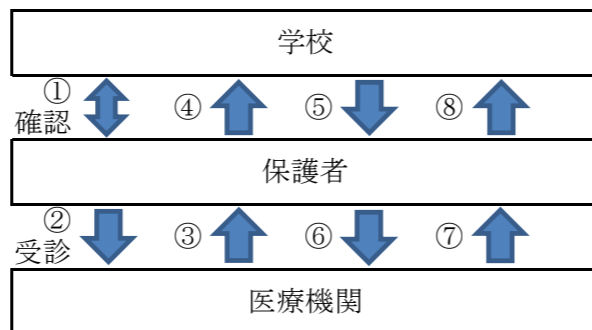 学校
①
確認
④
⑤
⑧
保護者
②
受診
③
⑥
⑦
医療機関